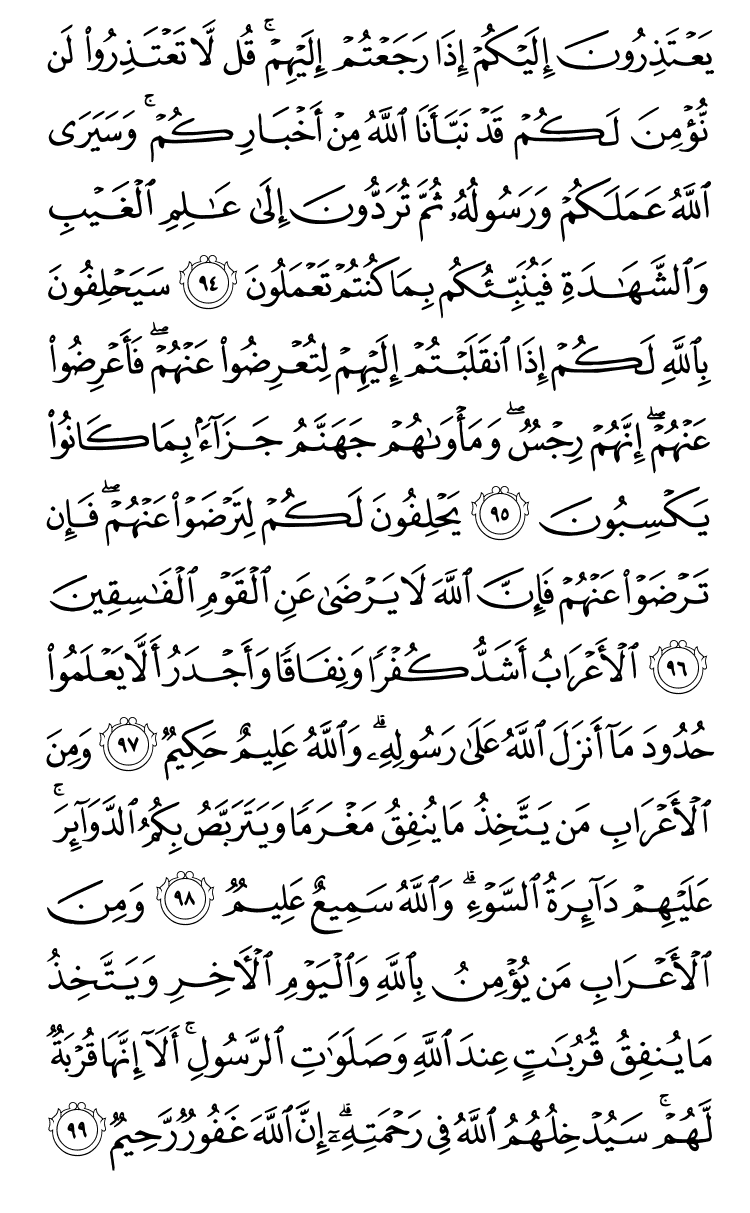 يَعْتَذِرُونَ إِلَيْكُمْ إِذَا رَجَعْتُمْ إِلَيْهِمْ ۚ قُل لَّا تَعْتَذِرُوا۟ لَن
نُّؤْمِنَ لَكُمْ قَدْ نَبَّأَنَا ٱللَّهُ مِنْ أَخْبَارِكُمْ ۚ وَسَيَرَى
ٱللَّهُ عَمَلَكُمْ وَرَسُولُهُۥ ثُمَّ تُرَدُّونَ إِلَىٰ عَـٰلِمِ ٱلْغَيْبِ
وَٱلشَّهَـٰدَةِ فَيُنَبِّئُكُم بِمَا كُنتُمْ تَعْمَلُونَ ٩٤ سَيَحْلِفُونَ
بِٱللَّهِ لَكُمْ إِذَا ٱنقَلَبْتُمْ إِلَيْهِمْ لِتُعْرِضُوا۟ عَنْهُمْ ۖ فَأَعْرِضُوا۟
عَنْهُمْ ۖ إِنَّهُمْ رِجْسٌ ۖ وَمَأْوَىٰهُمْ جَهَنَّمُ جَزَآءًۢ بِمَا كَانُوا۟
يَكْسِبُونَ ٩٥ يَحْلِفُونَ لَكُمْ لِتَرْضَوْا۟ عَنْهُمْ ۖ فَإِن
تَرْضَوْا۟ عَنْهُمْ فَإِنَّ ٱللَّهَ لَا يَرْضَىٰ عَنِ ٱلْقَوْمِ ٱلْفَـٰسِقِينَ
٩٦ ٱلْأَعْرَابُ أَشَدُّ كُفْرًا وَنِفَاقًا وَأَجْدَرُ أَلَّا يَعْلَمُوا۟
حُدُودَ مَآ أَنزَلَ ٱللَّهُ عَلَىٰ رَسُولِهِۦ ۗ وَٱللَّهُ عَلِيمٌ حَكِيمٌ ٩٧ وَمِنَ
ٱلْأَعْرَابِ مَن يَتَّخِذُ مَا يُنفِقُ مَغْرَمًا وَيَتَرَبَّصُ بِكُمُ ٱلدَّوَآئِرَ ۚ
عَلَيْهِمْ دَآئِرَةُ ٱلسَّوْءِ ۗ وَٱللَّهُ سَمِيعٌ عَلِيمٌ ٩٨ وَمِنَ
ٱلْأَعْرَابِ مَن يُؤْمِنُ بِٱللَّهِ وَٱلْيَوْمِ ٱلْـَٔاخِرِ وَيَتَّخِذُ
مَا يُنفِقُ قُرُبَـٰتٍ عِندَ ٱللَّهِ وَصَلَوَٰتِ ٱلرَّسُولِ ۚ أَلَآ إِنَّهَا قُرْبَةٌ
لَّهُمْ ۚ سَيُدْخِلُهُمُ ٱللَّهُ فِى رَحْمَتِهِۦٓ ۗ إِنَّ ٱللَّهَ غَفُورٌ رَّحِيمٌ ٩٩